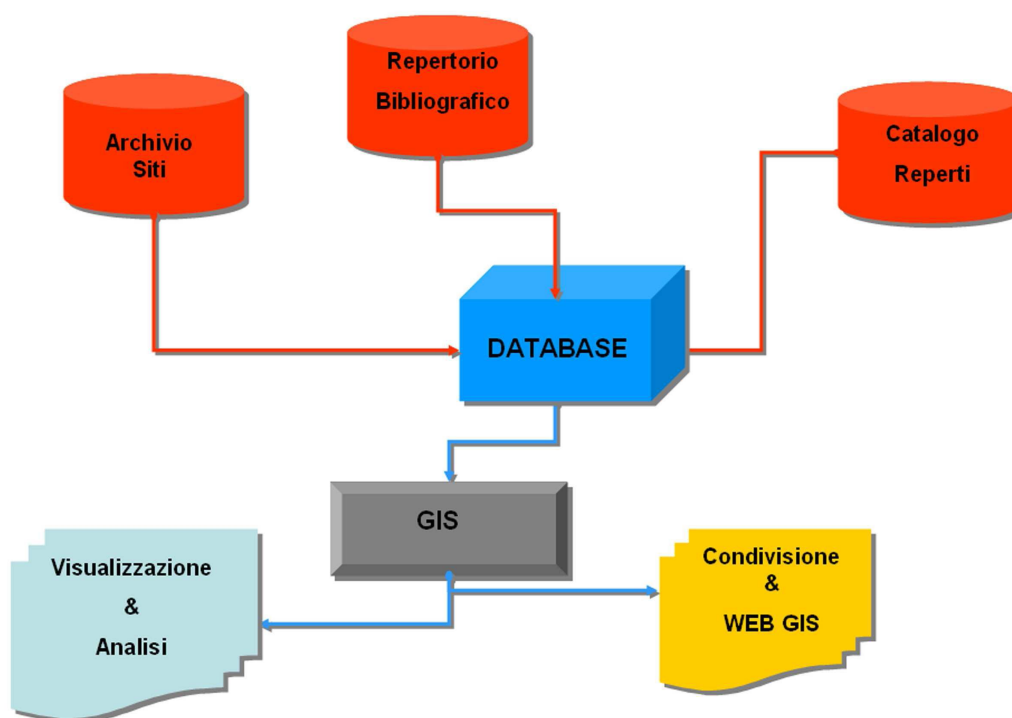 Repertorio
Bibliografico
Archivio
Siti
Catalogo
Reperti
DATABASE
GIS
Visualizzazione
&
Analisi
Condivisione
&
WEB GIS